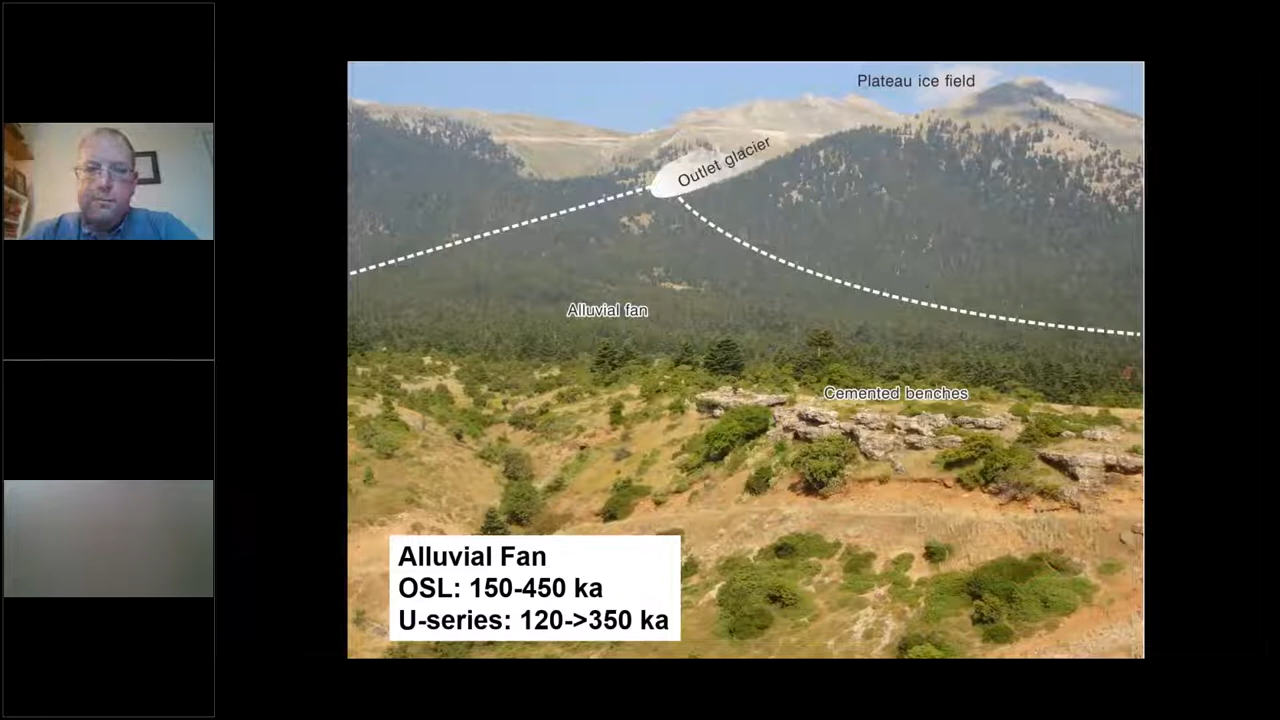 Plateau ice field
Outlet glacier
Alluvial fan
Cemented benches
Alluvial Fan
OSL: 150-450 ka
U-series: 120->350 ka